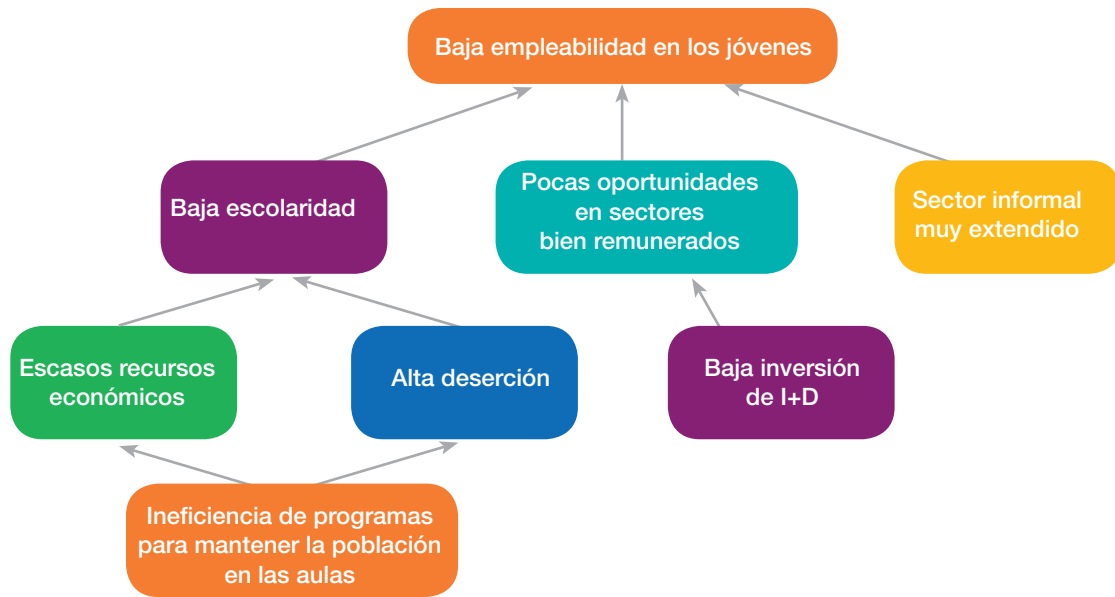 Baja empleabilidad en los jóvenes
Baja escolaridad
Pocas oportunidades
en sectores
bien remunerados
Sector informal
muy extendido
Escasos recursos
económicos
Alta deserción
Baja inversión
de I+D
Ineficiencia de programas
para mantener la población
en las aulas